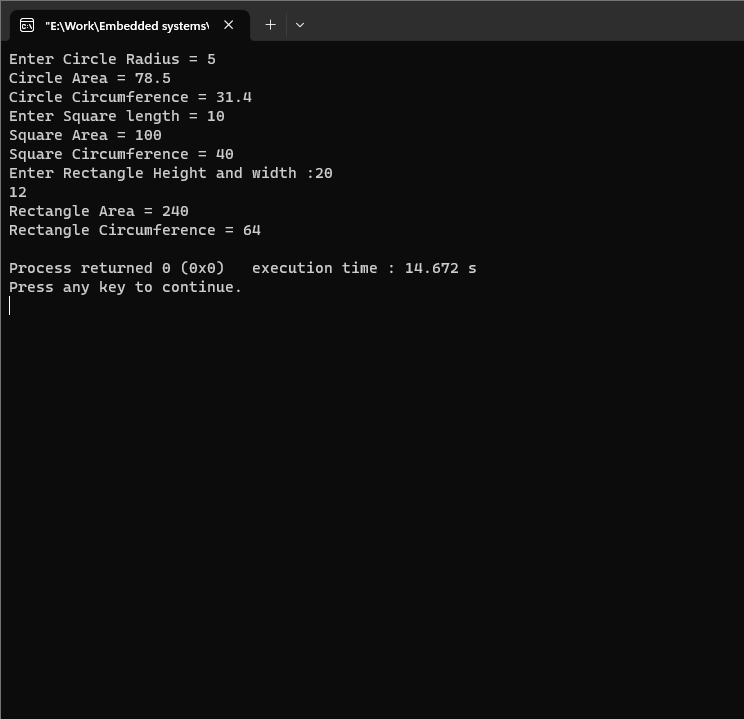 "E:\Work\Embedded systems\
Enter Circle Radius = 5
Circle Area = 78.5
Circle Circumference = 31.4
Enter Square length = 10
Square Area = 100
Square Circumference = 40
Enter Rectangle Height and width :20
12
Rectangle Area = 240
Rectangle Circumference = 64
Process returned 0 (0x0)   execution time : 14.672 s
Press any key to continue.